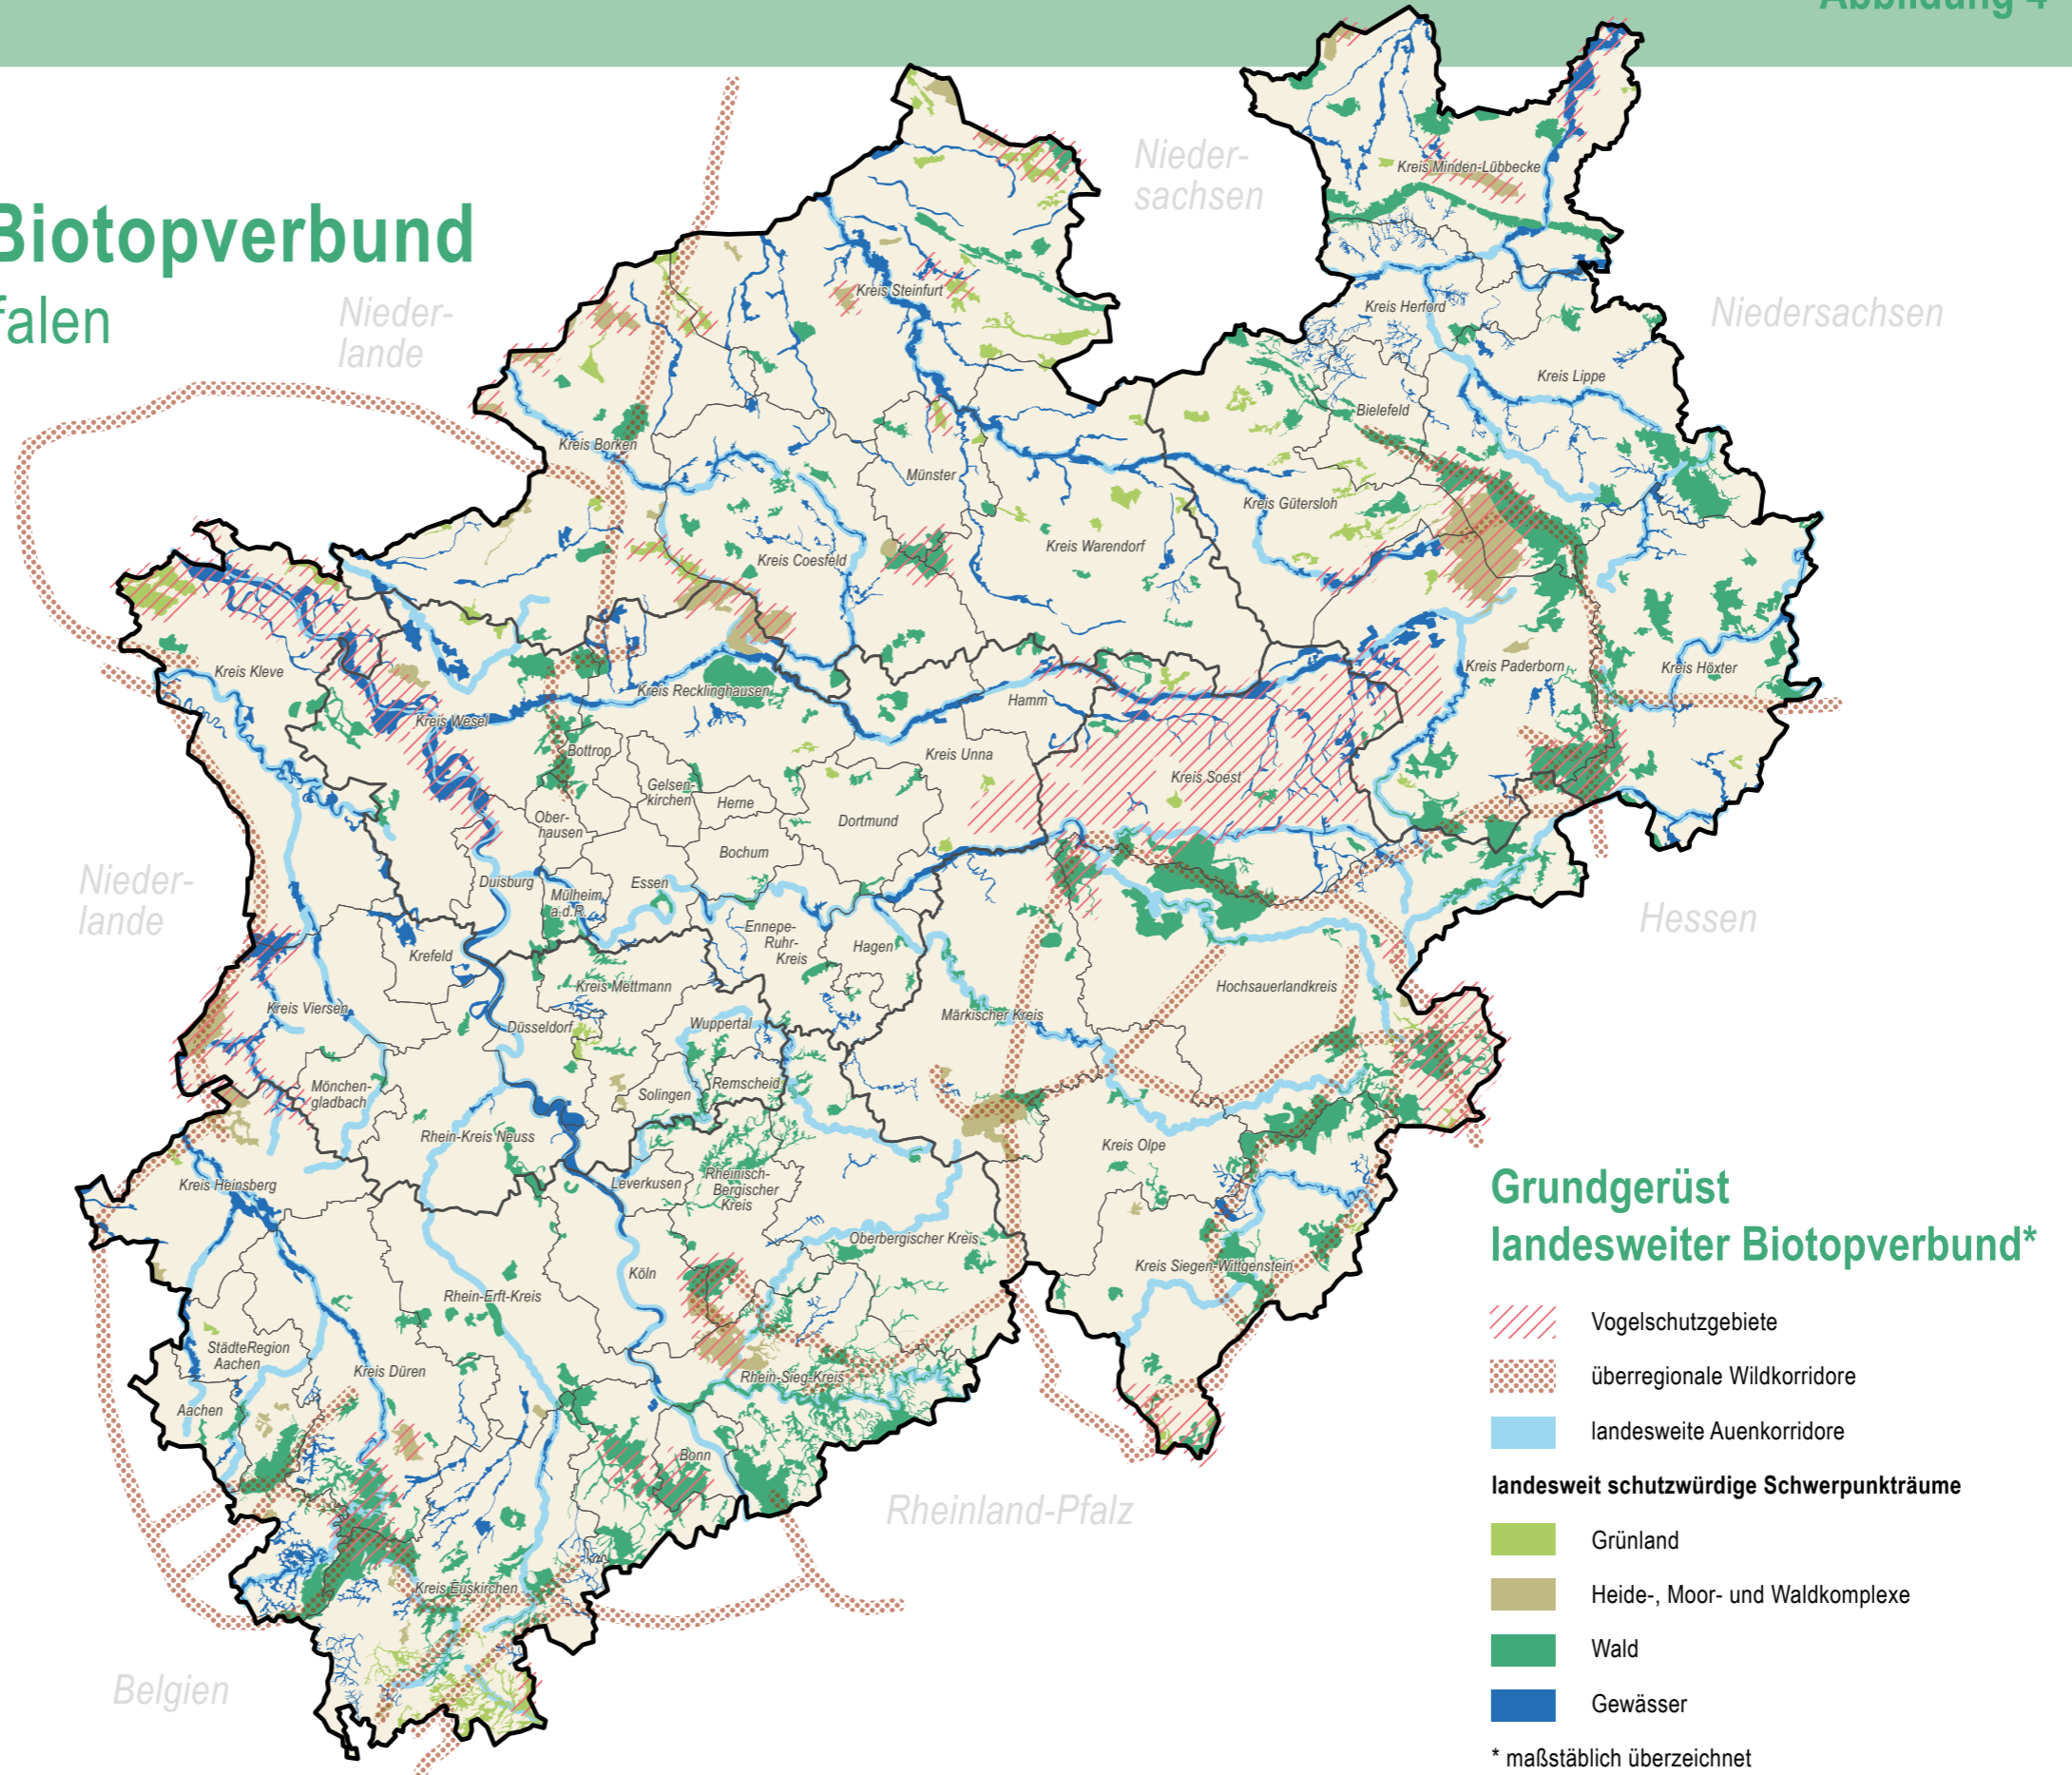 Abbildung 4
Biotopverbund
falen
Nieder-
lande
Nieder-
sachsen
Niedersachsen
Nieder-
lande
Hessen
Rheinland-Pfalz
Belgien
Kreis Minden-Lübbecke
Kreis Steinfurt
Kreis Herford
Kreis Lippe
Bielefeld
Kreis Borken
Münster
Kreis Gütersloh
Kreis Warendorf
Kreis Coesfeld
Kreis Kleve
Kreis Recklinghausen
Kreis Paderborn
Kreis Höxter
Hamm
Kreis Wesel
Bottrop
Kreis Unna
Kreis Soest
Gelsen-
kirchen
Herne
Ober-
hausen
Dortmund
Bochum
Duisburg
Mülheim
a.d.R.
Essen
Ennepe-
Ruhr-
Kreis
Hagen
Krefeld
Kreis Mettmann
Hochsauerlandkreis
Kreis Viersen
Düsseldorf
Wuppertal
Märkischer Kreis
Mönchen-
gladbach
Solingen
Remscheid
Rhein-Kreis Neuss
Kreis Olpe
Kreis Heinsberg
Leverkusen
Rheinisch-
Bergischer
Kreis
Oberbergischer Kreis
Kreis Siegen-Wittgenstein
Köln
Rhein-Erft-Kreis
StädteRegion
Aachen
Kreis Düren
Rhein-Sieg-Kreis
Aachen
Bonn
Kreis Euskirchen
Grundgerüst
landesweiter Biotopverbund*
Vogelschutzgebiete
überregionale Wildkorridore
landesweite Auenkorridore
landesweit schutzwürdige Schwerpunkträume
Grünland
Heide-, Moor- und Waldkomplexe
Wald
Gewässer
* maßstäblich überzeichnet